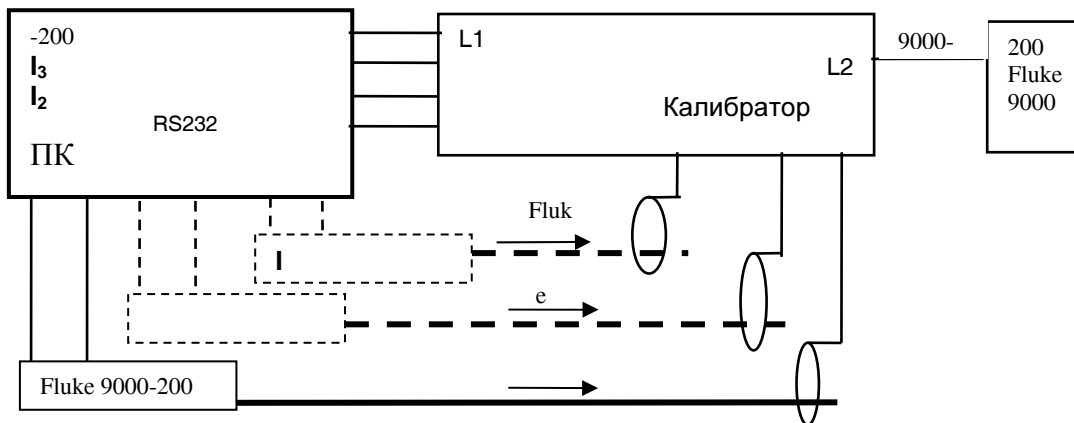 -200
I3
I2
RS232
ПК
L1
L2
Калибратор
9000-
200
Fluke
9000
Fluk
I
e
Fluke 9000-200